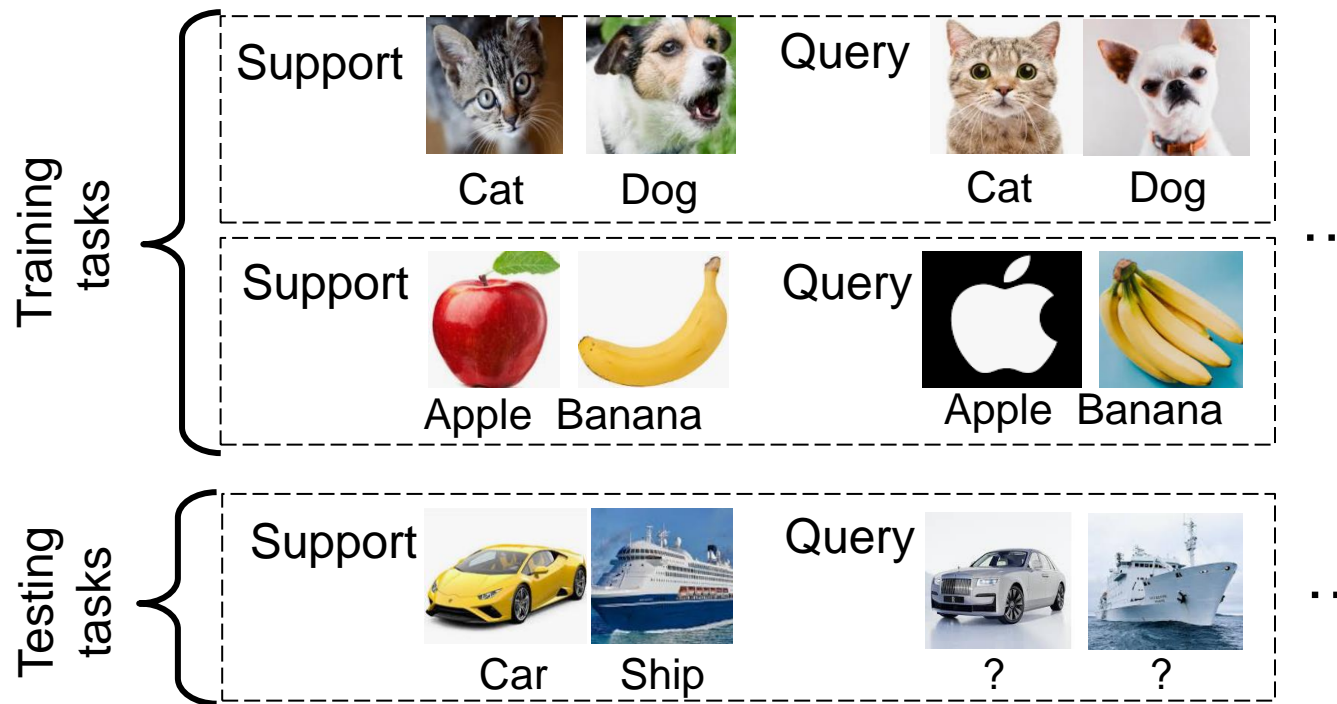 Training
tasks
Support
Cat
Dog
Query
Cat
Dog
Support
Apple
Banana
Query
Apple
Banana
..
Testing
tasks
Support
Car
Ship
Query
?
?
..